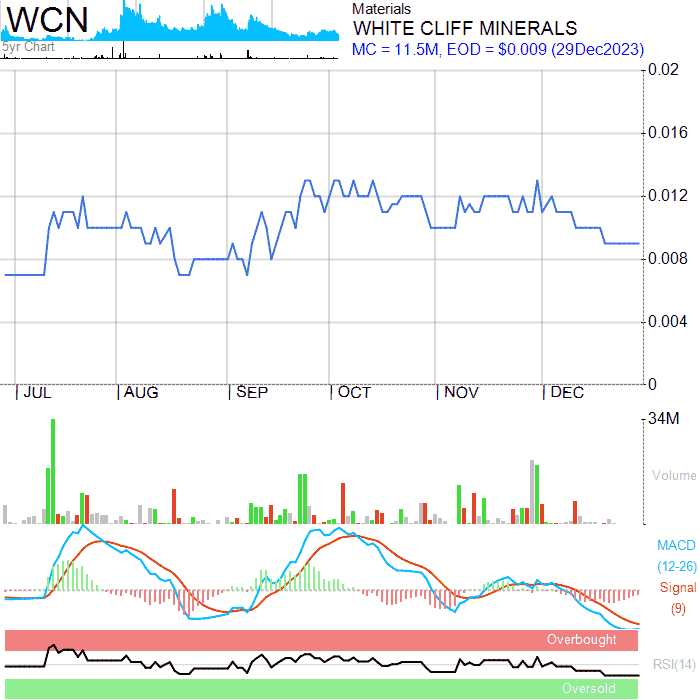 WCN
5yr Chart
Materials
WHITE CLIFF MINERALS
MC = 11.5M, EOD = $0.009 (29Dec2023)
0.02
0.016
0.012
0.008
0.004
0
JUL AUG SEP OCT NOV DEC
34M
Volume
MACD
(12-26)
Signal
(9)
Overbought
RSI(14)
Oversold